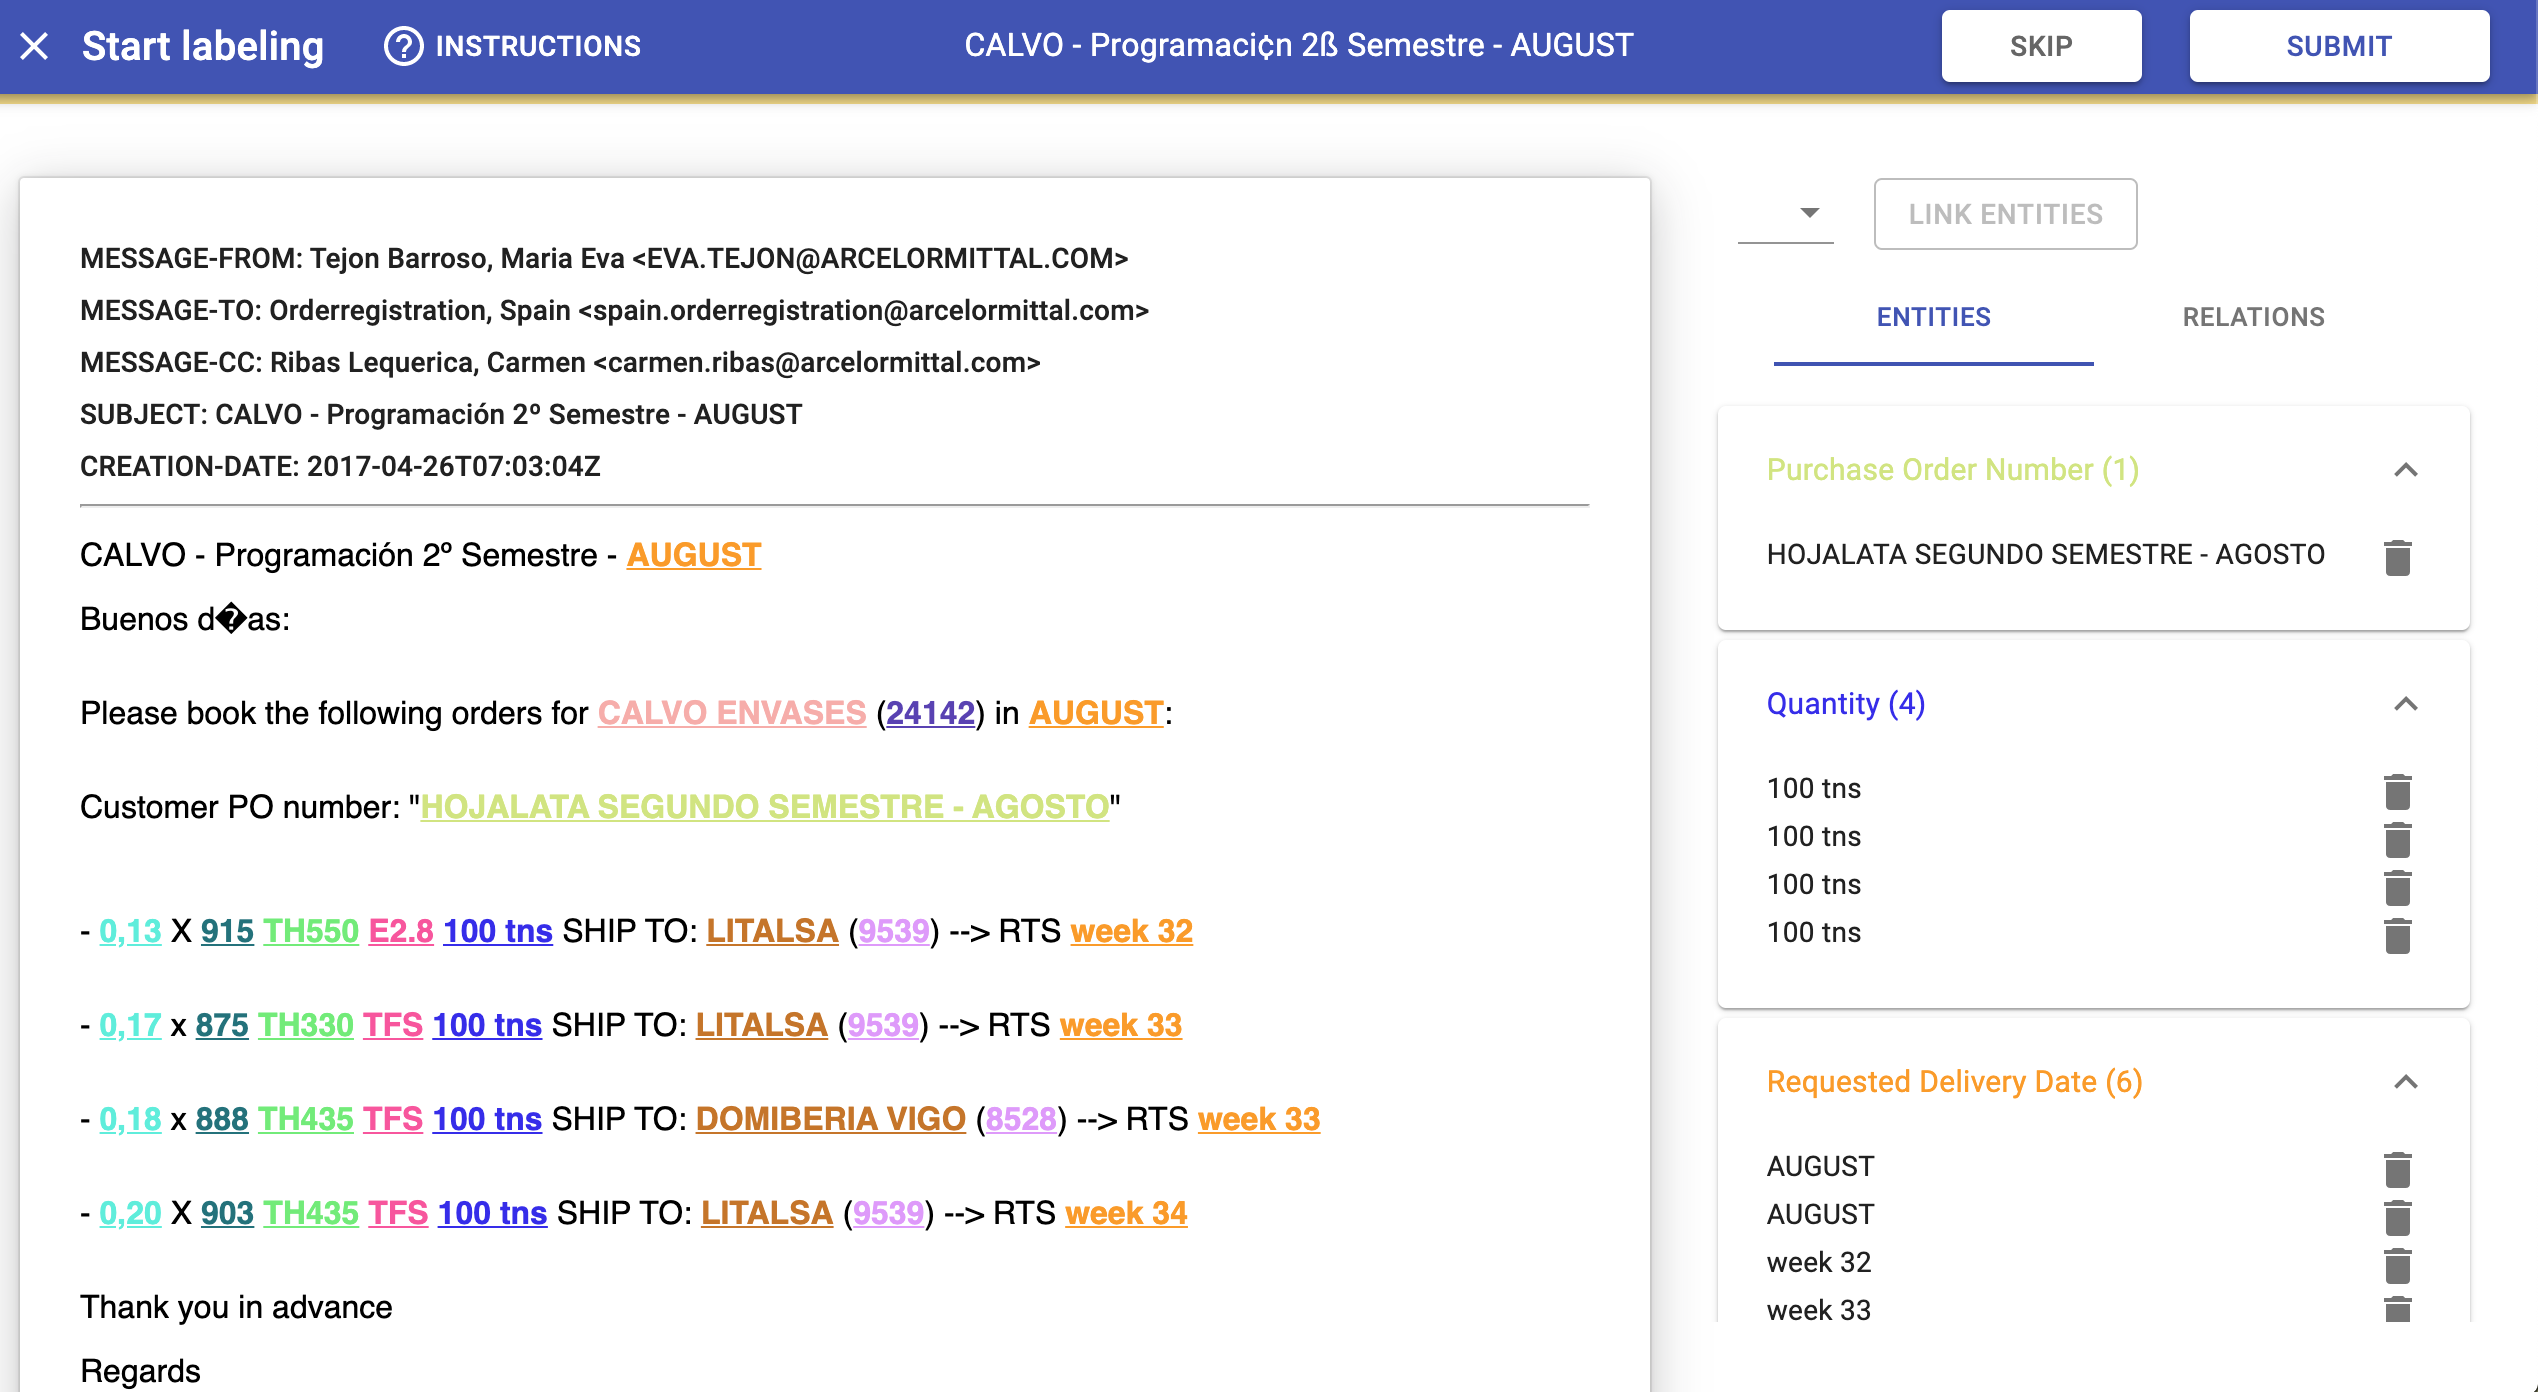 Start labeling
INSTRUCTIONS
CALVO - Programaci¢n 2ß Semestre - AUGUST
SKIP
SUBMIT
MESSAGE-FROM: Tejon Barroso, Maria Eva <EVA.TEJON@ARCELORMITTAL.COM>
MESSAGE-TO: Orderregistration, Spain <spain.orderregistration@arcelormittal.com>
MESSAGE-CC: Ribas Lequerica, Carmen <carmen.ribas@arcelormittal.com>
SUBJECT: CALVO - Programación 2º Semestre - AUGUST
CREATION-DATE: 2017-04-26T07:03:04Z
CALVO - Programación 2º Semestre - AUGUST
Buenos d�as:
Please book the following orders for CALVO ENVASES (24142) in AUGUST:
Customer PO number: "HOJALATA SEGUNDO SEMESTRE - AGOSTO"
- 0,13 X 915 TH550 E2.8 100 tns SHIP TO: LITALSA (9539) --> RTS week 32
- 0,17 x 875 TH330 TFS 100 tns SHIP TO: LITALSA (9539) --> RTS week 33
- 0,18 x 888 TH435 TFS 100 tns SHIP TO: DOMIBERIA VIGO (8528) --> RTS week 33
- 0,20 X 903 TH435 TFS 100 tns SHIP TO: LITALSA (9539) --> RTS week 34
Thank you in advance
Regards
LINK ENTITIES
ENTITIES
RELATIONS
Purchase Order Number (1)
HOJALATA SEGUNDO SEMESTRE - AGOSTO
Quantity (4)
100 tns
100 tns
100 tns
100 tns
Requested Delivery Date (6)
AUGUST
AUGUST
week 32
week 33